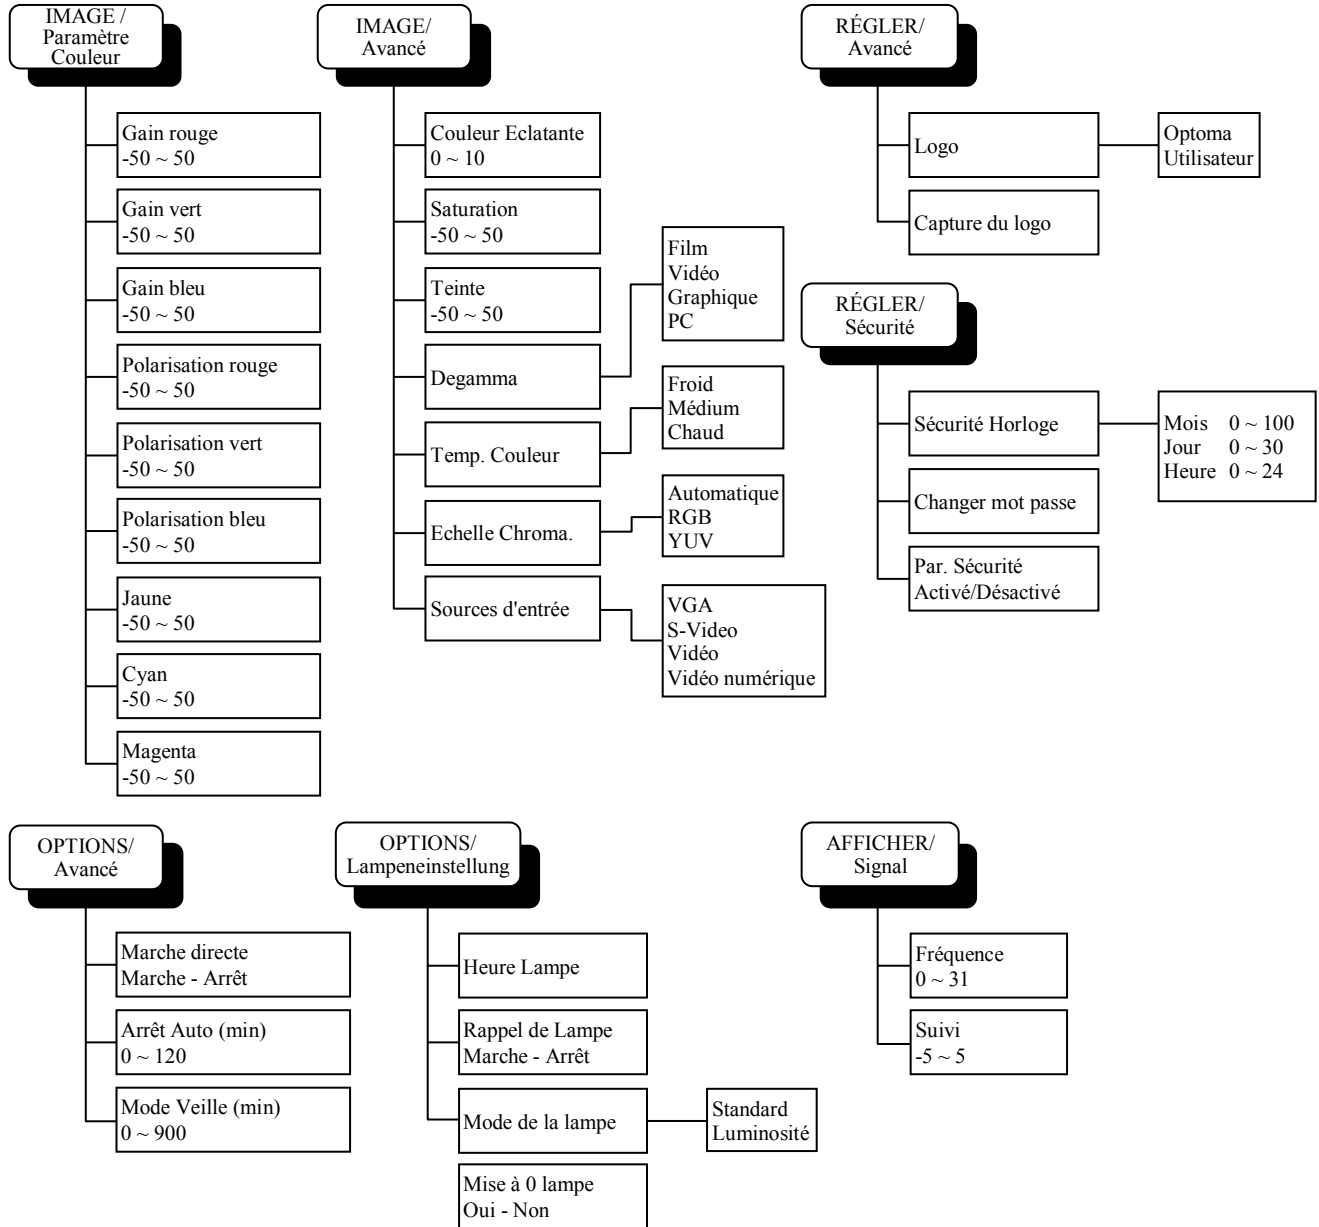 IMAGE /
Paramètre
Couleur
Gain rouge
-50 ~ 50
Gain vert
-50 ~ 50
Gain bleu
-50 ~ 50
Polarisation rouge
-50 ~ 50
Polarisation vert
-50 ~ 50
Polarisation bleu
-50 ~ 50
Jaune
-50 ~ 50
Cyan
-50 ~ 50
Magenta
-50 ~ 50
IMAGE/
Avancé
Couleur Eclatante
0 ~ 10
Saturation
-50 ~ 50
Teinte
-50 ~ 50
Degamma
Film
Vidéo
Graphique
PC
Temp. Couleur
Froid
Médium
Chaud
Echelle Chroma.
Automatique
RGB
YUV
Sources d'entrée
VGA
S-Video
Vidéo
Vidéo numérique
RÉGLER/
Avancé
Logo
Optoma
Utilisateur
Capture du logo
RÉGLER/
Sécurité
Sécurité Horloge
Mois 0 ~ 100
Jour 0 ~ 30
Heure 0 ~ 24
Changer mot passe
Par. Sécurité
Activé/Désactivé
OPTIONS/
Avancé
Marche directe
Marche - Arrêt
Arrêt Auto (min)
0 ~ 120
Mode Veille (min)
0 ~ 900
OPTIONS/
Lampeneinstellung
Heure Lampe
Rappel de Lampe
Marche - Arrêt
Mode de la lampe
Standard
Luminosité
Mise à 0 lampe
Oui - Non
AFFICHER/
Signal
Fréquence
0 ~ 31
Suivi
-5 ~ 5